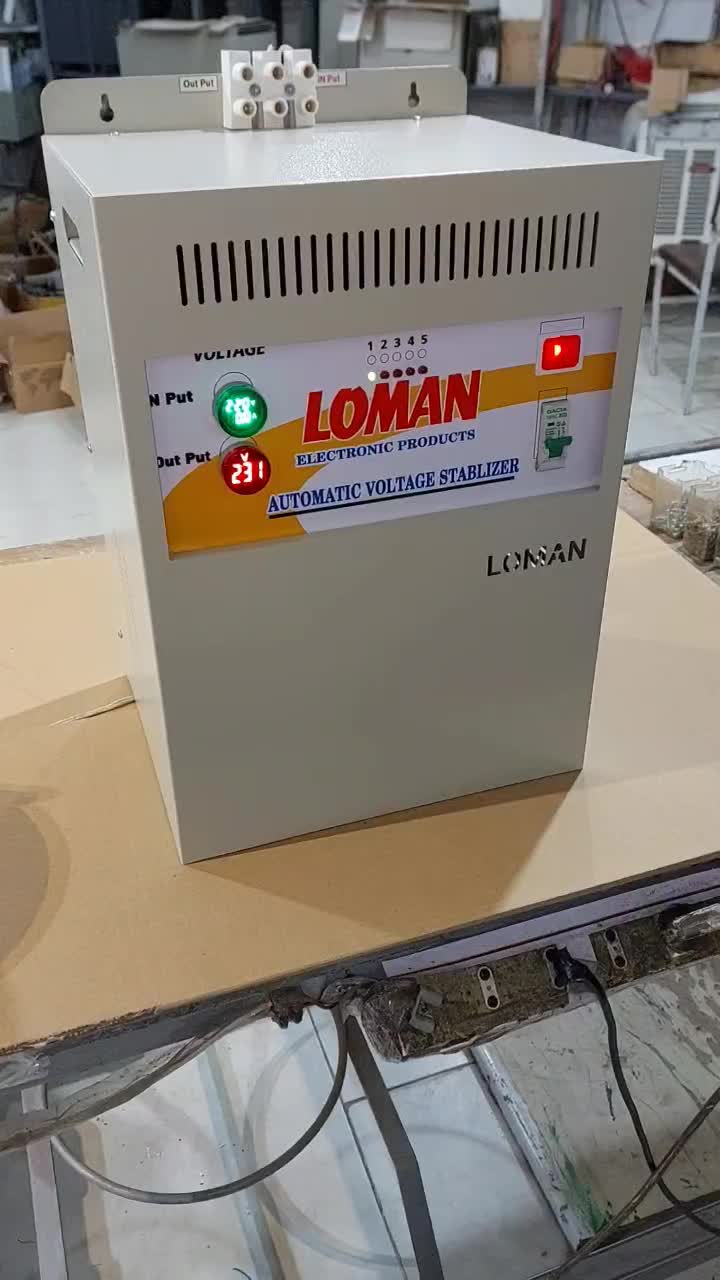 Out Put
IN Put
VOLTAGE
1 2 3 4 5
N Put
220V
Out Put
V
231
LOMAN
ELECTRONIC PRODUCTS
AUTOMATIC VOLTAGE STABLIZER
LOMAN